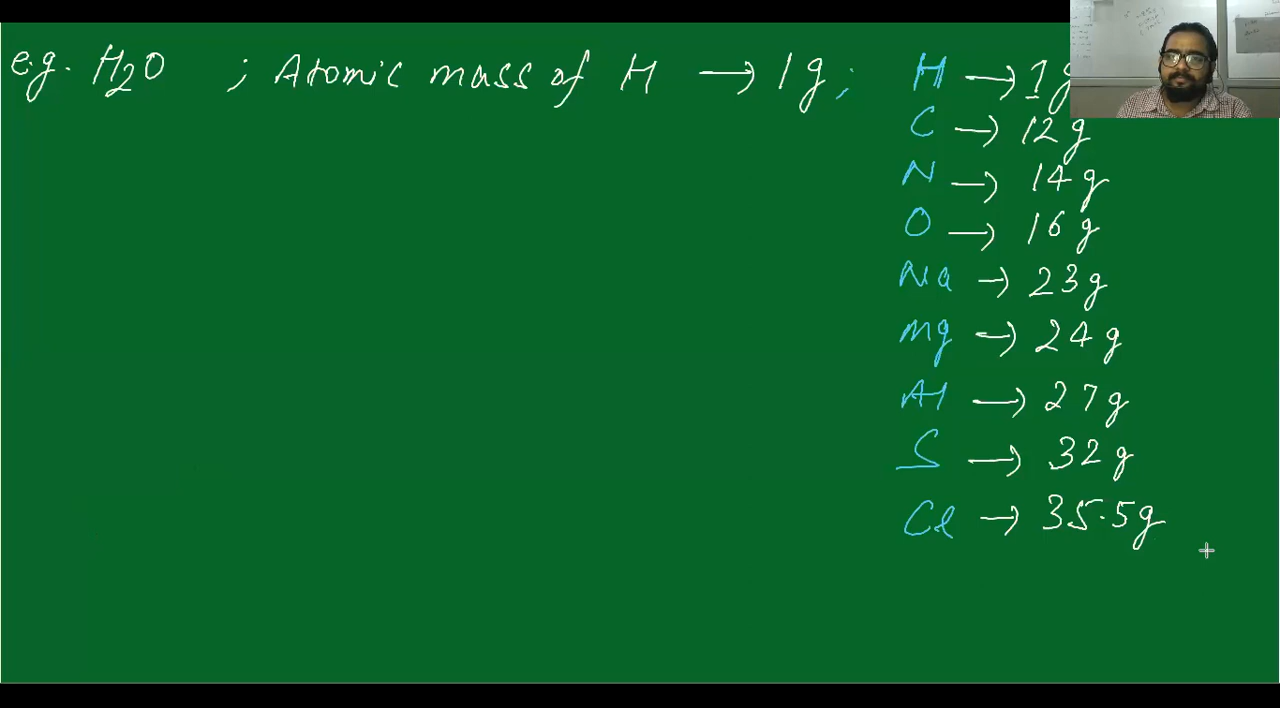 e.g. H2O ; Atomic mass of H → 1g; H → 1g
C → 12g
N → 14g
O → 16g
Na → 23g
Mg → 24g
Al → 27g
S → 32g
Cl → 35.5g